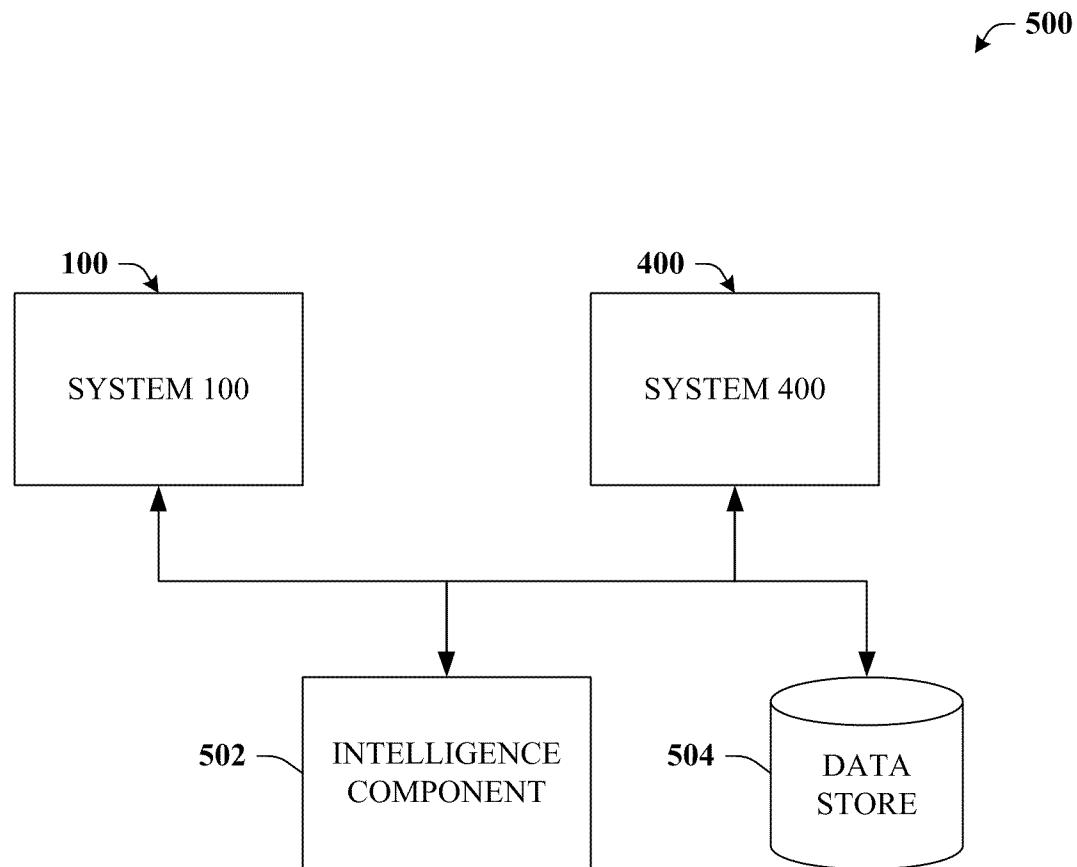 500
100
400
SYSTEM 100
SYSTEM 400
502
INTELLIGENCE
COMPONENT
504
DATA
STORE